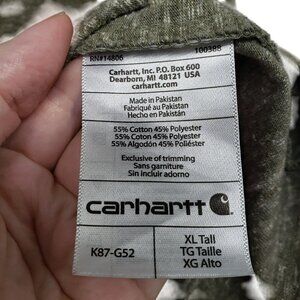 RN#14806 100388
Carhartt, Inc. P.O. Box 600
Dearborn, MI 48121 USA
carhartt.com
Made in Pakistan
Fabriqué au Pakistan
Hecho en Pakistán
55% Cotton 45% Polyester
55% Coton 45% Polyester
55% Algodón 45% Poliéster
Exclusive of trimming
Sans garniture
Sin incluir adorno
carhartt
K87-G52
XL Tall
TG Taille
XG Alto